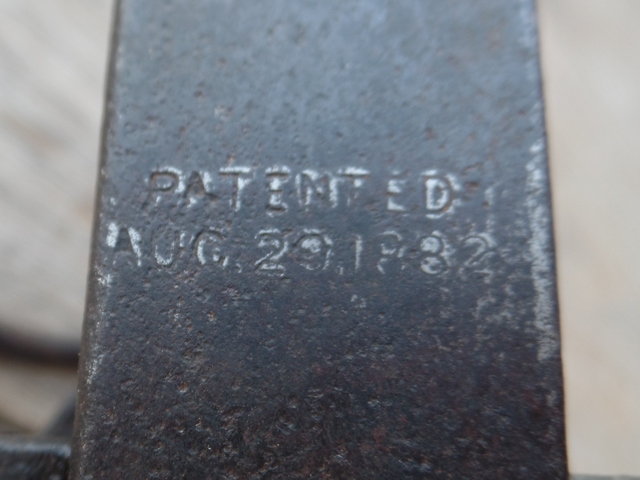 PATENTED
AUG. 29, 1882